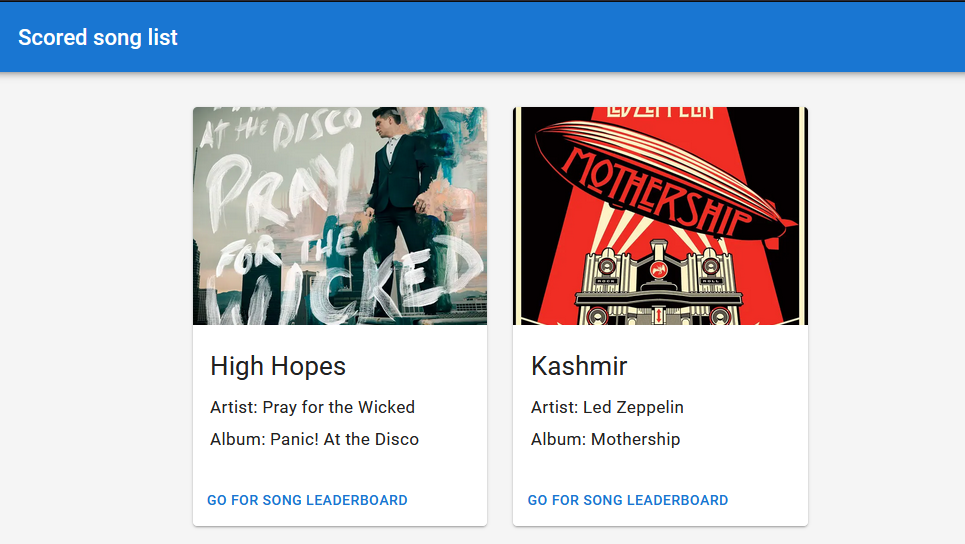 Scored song list
AT THE DISCO
PRAY
FOR THE
WICKED
LED ZEPPELIN
MOTHERSHIP
ROCK
ROLL
High Hopes
Artist: Pray for the Wicked
Album: Panic! At the Disco
GO FOR SONG LEADERBOARD
Kashmir
Artist: Led Zeppelin
Album: Mothership
GO FOR SONG LEADERBOARD